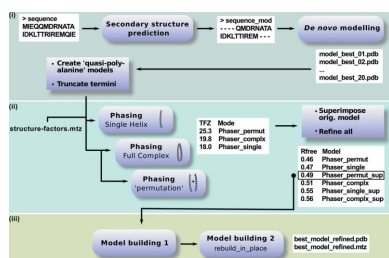 (i)
> sequence
MIEQQDMRDNATA
IDKLTTIREMQIE
Secondary structure
prediction
> sequence_mod
----QMDRNATA
IDKLTTIREM---
De novo modelling
model_best_01.pdb
model_best_02.pdb
...
model_best_20.pdb
• Create 'quasi-poly-
alanine' models
• Truncate termini
(ii)
structure-factors.mtz
Phasing
Single Helix
Phasing
Full Complex
Phasing
'permutation'
TFZ Mode
25.3 Phaser_permut
19.8 Phaser_complx
18.0 Phaser_single
• Superimpose
orig. model
• Refine all
Rfree Model
0.46 Phaser_permut
0.47 Phaser_single
0.49 Phaser_permut_sup
0.51 Phaser_complx
0.55 Phaser_single_sup
0.56 Phaser_complx_sup
(iii)
Model building 1
Model building 2
rebuild_in_place
best_model_refined.pdb
best_model_refined.mtz